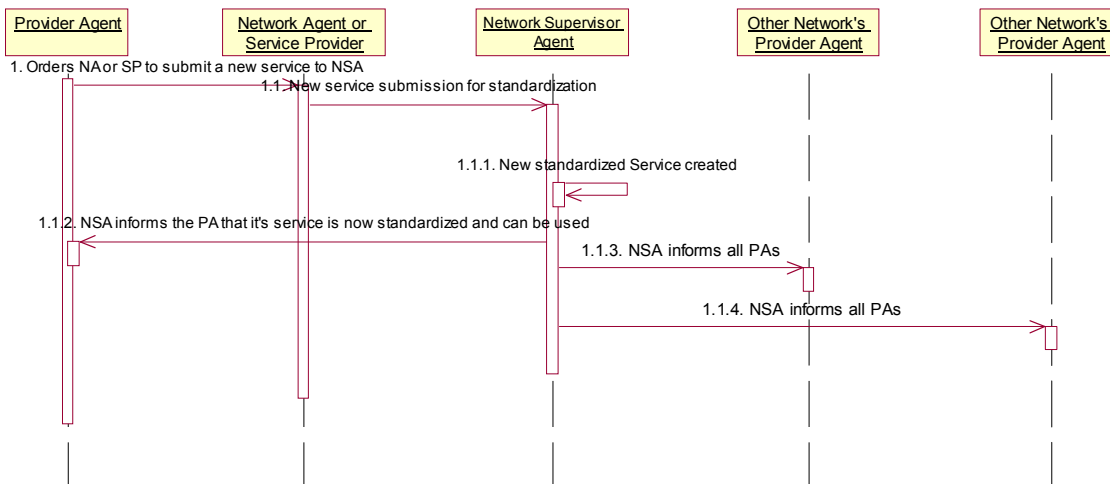 Provider Agent
Network Agent or
Service Provider
Network Supervisor
Agent
Other Network's
Provider Agent
Other Network's
Provider Agent
1. Orders NA or SP to submit a new service to NSA
1.1. New service submission for standardization
1.1.1. New standardized Service created
1.1.2. NSA informs the PA that it's service is now standardized and can be used
1.1.3. NSA informs all PAs
1.1.4. NSA informs all PAs